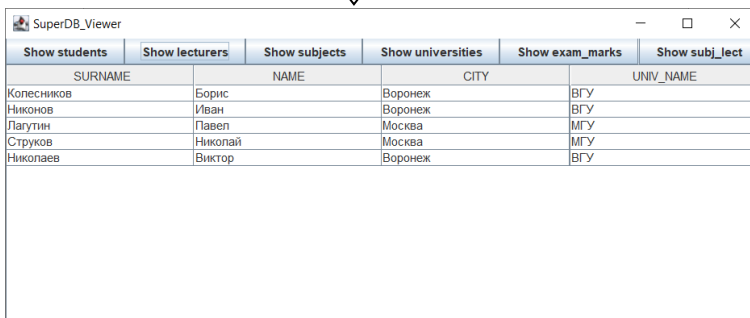 SuperDB_Viewer
Show students Show lecturers Show subjects Show universities Show exam_marks Show subj_lect
SURNAME NAME CITY UNIV_NAME
Колесников Борис Воронеж ВГУ
Никонов Иван Воронеж ВГУ
Лагутин Павел Москва МГУ
Струков Николай Москва МГУ
Николаев Виктор Воронеж ВГУ